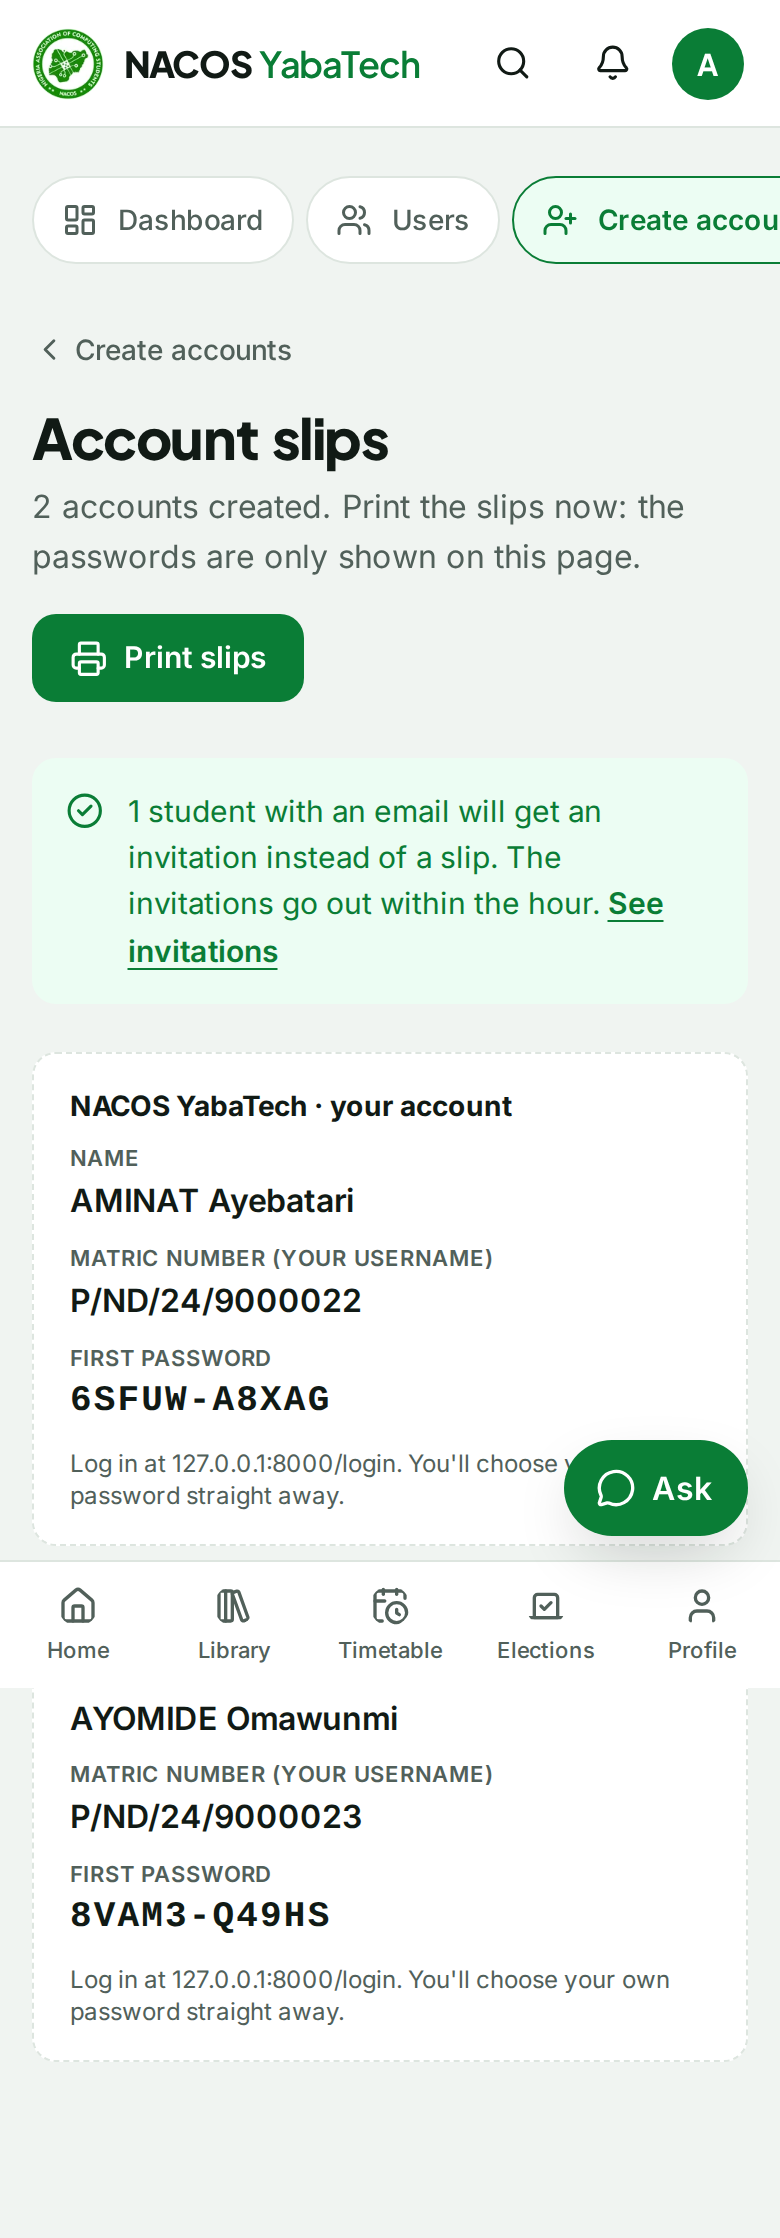 NIGERIA ASSOCIATION OF COMPUTING STUDENTS
NACOS
NACOS YabaTech
A
Dashboard
Users
Create accou
Create accounts
Account slips
2 accounts created. Print the slips now: the
passwords are only shown on this page.
Print slips
1 student with an email will get an
invitation instead of a slip. The
invitations go out within the hour. See
invitations
NACOS YabaTech · your account
NAME
AMINAT Ayebatari
MATRIC NUMBER (YOUR USERNAME)
P/ND/24/9000022
FIRST PASSWORD
6SFUW-A8XAG
Log in at 127.0.0.1:8000/login. You'll choose
password straight away.
Ask
Home
Library
Timetable
Elections
Profile
AYOMIDE Omawunmi
MATRIC NUMBER (YOUR USERNAME)
P/ND/24/9000023
FIRST PASSWORD
8VAM3-Q49HS
Log in at 127.0.0.1:8000/login. You'll choose your own
password straight away.